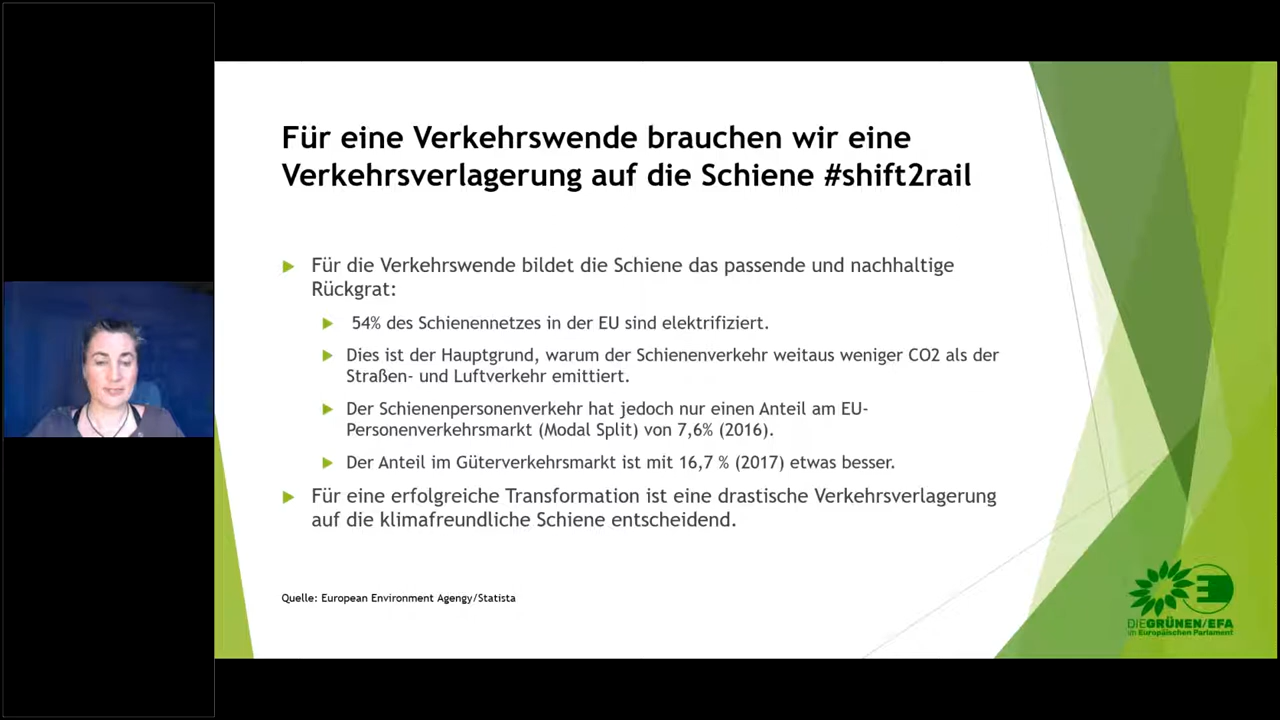 Für eine Verkehrswende brauchen wir eine
Verkehrsverlagerung auf die Schiene #shift2rail
Für die Verkehrswende bildet die Schiene das passende und nachhaltige
Rückgrat:
54% des Schienennetzes in der EU sind elektrifiziert.
Dies ist der Hauptgrund, warum der Schienenverkehr weitaus weniger CO2 als der
Straßen- und Luftverkehr emittiert.
Der Schienenpersonenverkehr hat jedoch nur einen Anteil am EU-
Personenverkehrsmarkt (Modal Split) von 7,6% (2016).
Der Anteil im Güterverkehrsmarkt ist mit 16,7 % (2017) etwas besser.
Für eine erfolgreiche Transformation ist eine drastische Verkehrsverlagerung
auf die klimafreundliche Schiene entscheidend.
Quelle: European Environment Agengy/Statista
DIEGRÜNEN/EFA
im Europäischen Parlament